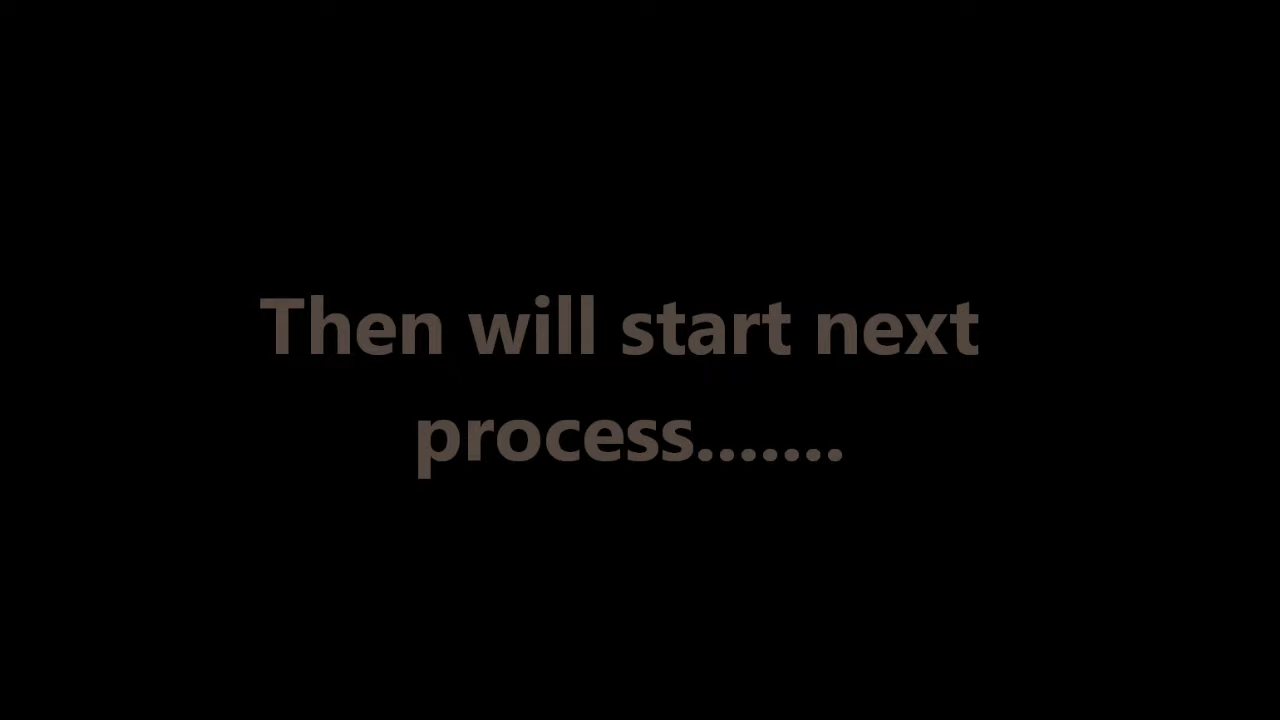 Then will start next
process.......